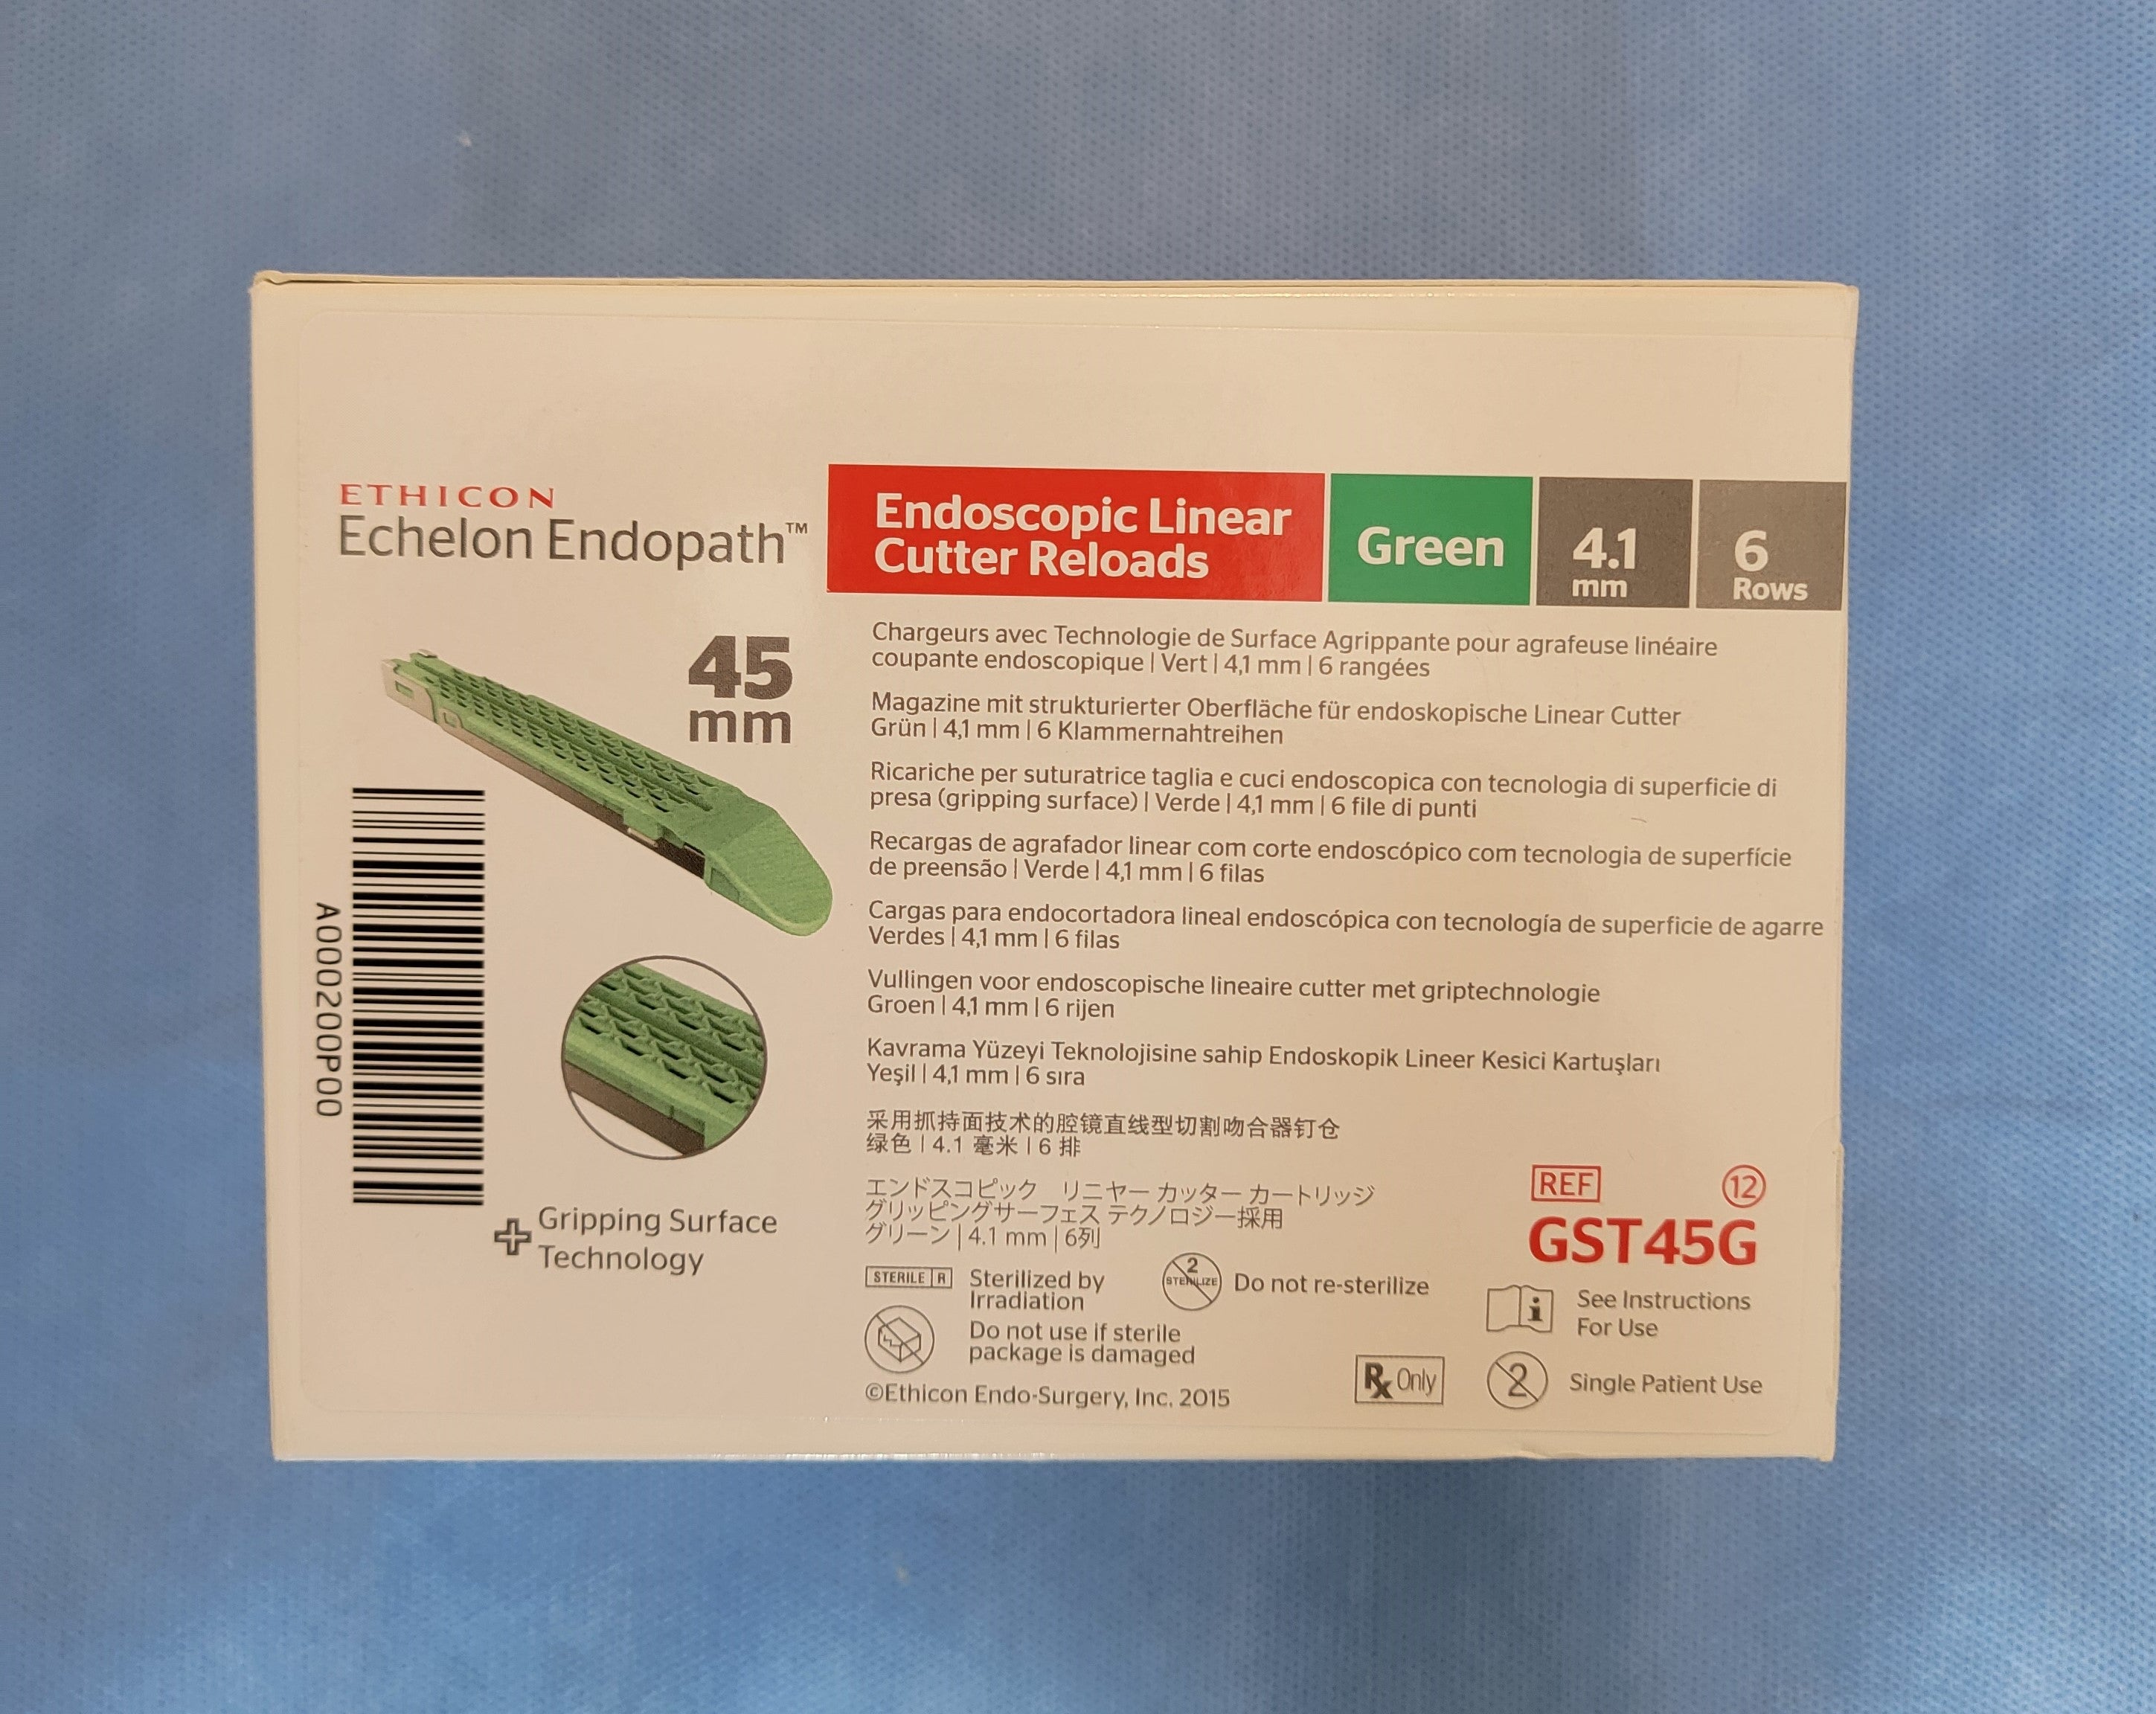 ETHICON
Echelon Endopath™
45
mm
A000200P00
Gripping Surface
Technology
Endoscopic Linear
Cutter Reloads
Green
4.1
mm
6
Rows
Chargeurs avec Technologie de Surface Agrippante pour agrafeuse linéaire
coupante endoscopique | Vert | 4,1 mm | 6 rangées
Magazine mit strukturierter Oberfläche für endoskopische Linear Cutter
Grün | 4,1 mm | 6 Klammernahtreihen
Ricariche per suturatrice taglia e cuci endoscopica con tecnologia di superficie di
presa (gripping surface) | Verde | 4,1 mm | 6 file di punti
Recargas de agrafador linear com corte endoscópico com tecnologia de superfície
de preensão | Verde | 4,1 mm | 6 filas
Cargas para endocortadora lineal endoscópica con tecnología de superficie de agarre
Verdes | 4,1 mm | 6 filas
Vullingen voor endoscopische lineaire cutter met griptechnologie
Groen | 4,1 mm | 6 rijen
Kavrama Yüzeyi Teknolojisine sahip Endoskopik Lineer Kesici Kartuşları
Yeşil | 4,1 mm | 6 sıra
采用抓持面技术的腔镜直线型切割吻合器钉仓
绿色 | 4.1 毫米 | 6 排
エンドスコピック リニヤー カッター カートリッジ
グリッピングサーフェス テクノロジー採用
グリーン | 4.1 mm | 6列
STERILE R
Sterilized by
Irradiation
2
STERILIZE
Do not re-sterilize
Do not use if sterile
package is damaged
©Ethicon Endo-Surgery, Inc. 2015
REF
12
GST45G
i
See Instructions
For Use
Rx Only
2
Single Patient Use